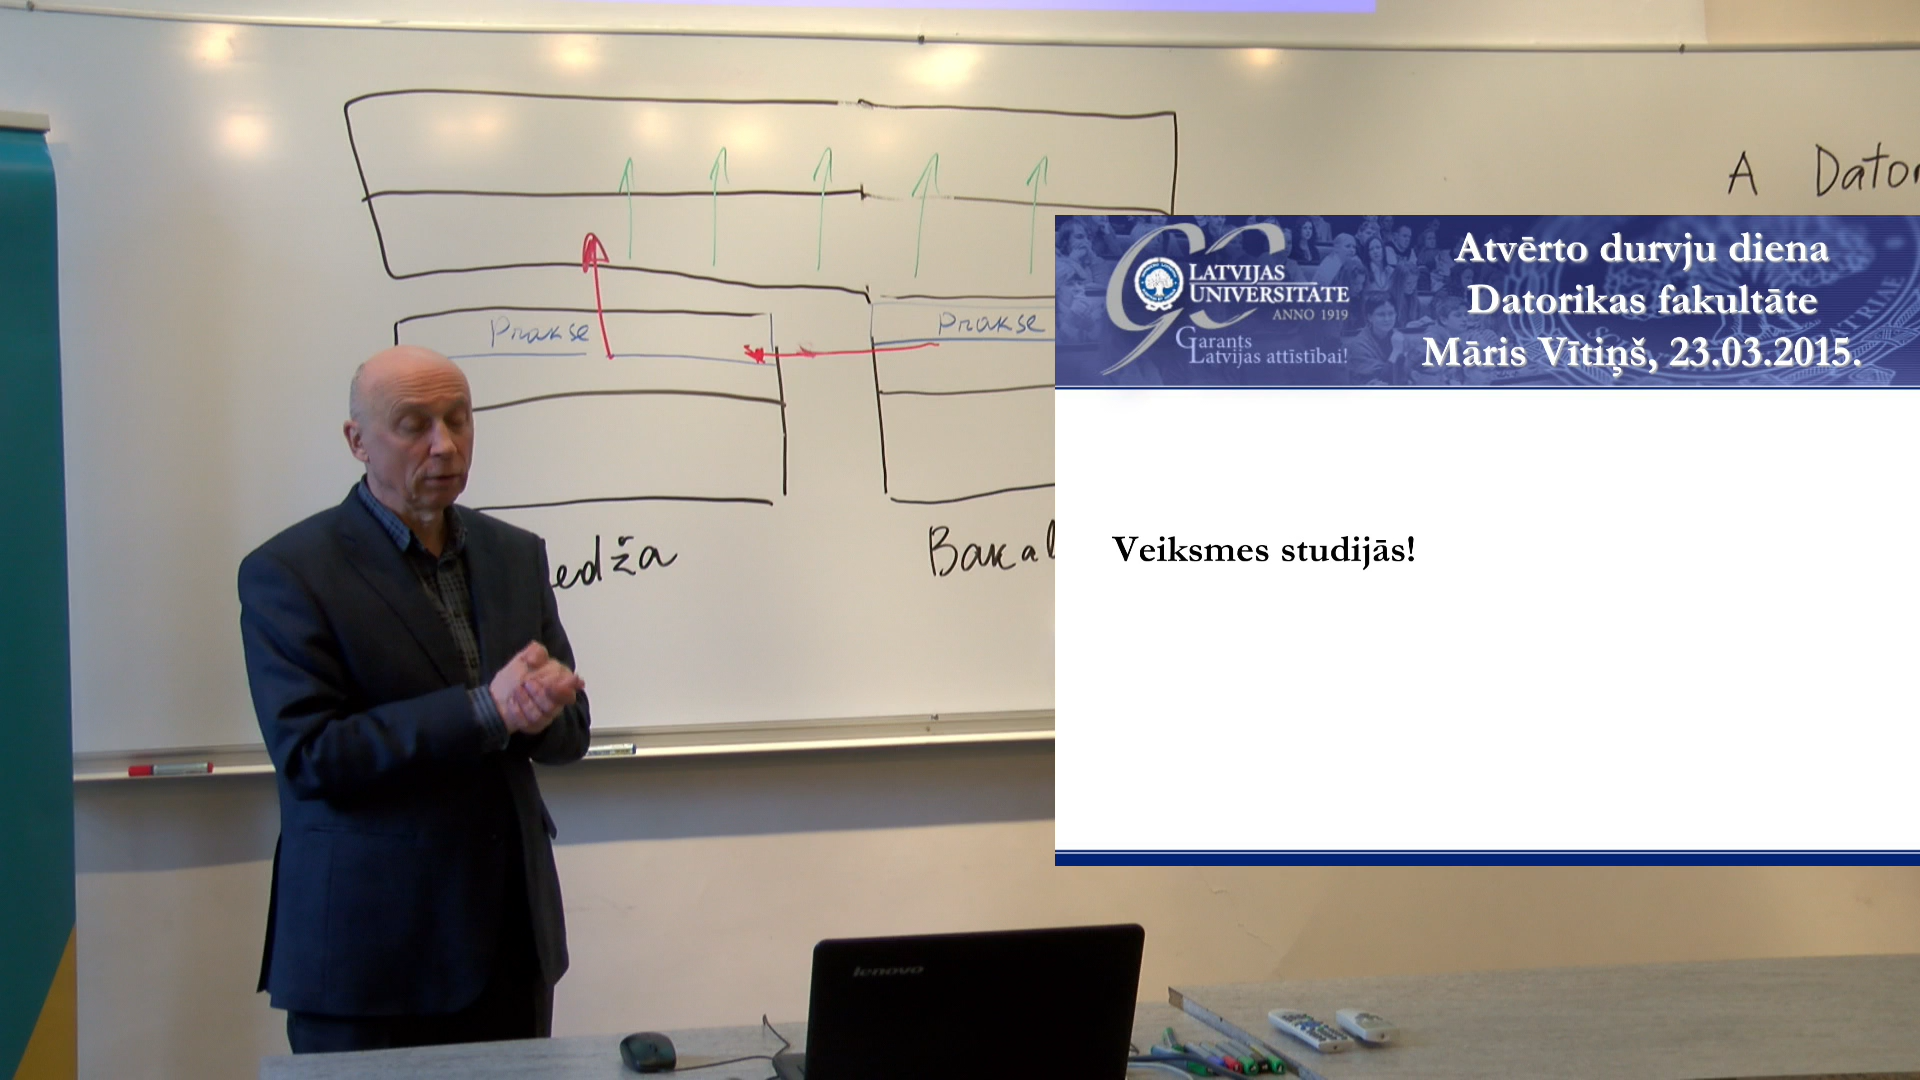 A Dator
Prakse
Prakse
edža
Bakal
LATVIJAS
UNIVERSITĀTE
ANNO 1919
Garants
Latvijas attīstībai!
Atvērto durvju diena
Datorikas fakultāte
Māris Vītiņš, 23.03.2015.
Veiksmes studijās!
lenovo